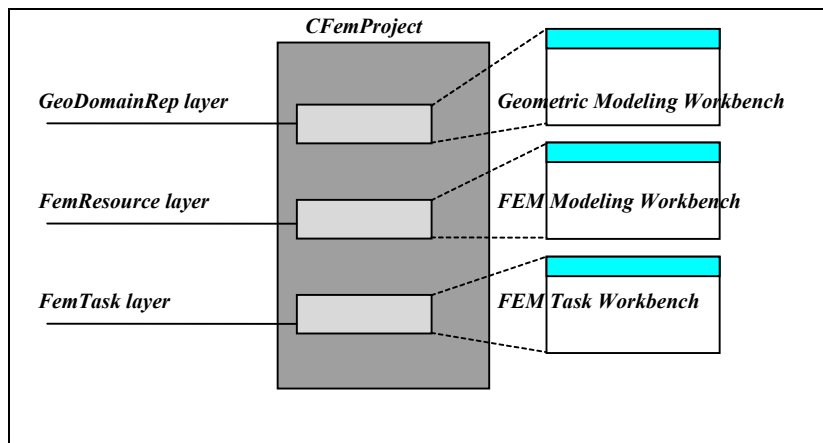 CFemProject
GeoDomainRep layer
Geometric Modeling Workbench
FemResource layer
FEM Modeling Workbench
FemTask layer
FEM Task Workbench